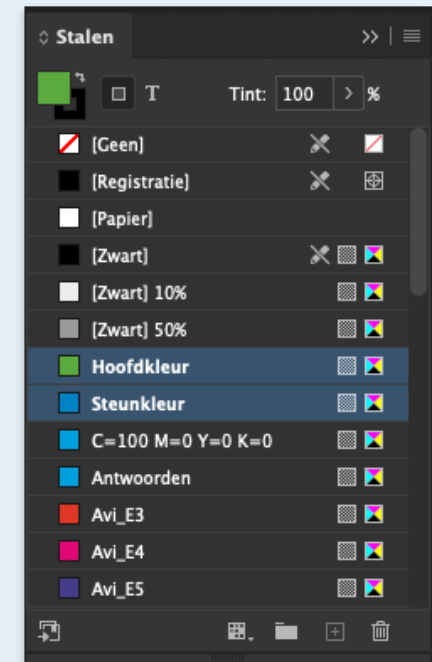 Stalen
T Tint: 100 %
[Geen]
[Registratie]
[Papier]
[Zwart]
[Zwart] 10%
[Zwart] 50%
Hoofdkleur
Steunkleur
C=100 M=0 Y=0 K=0
Antwoorden
Avi_E3
Avi_E4
Avi_E5